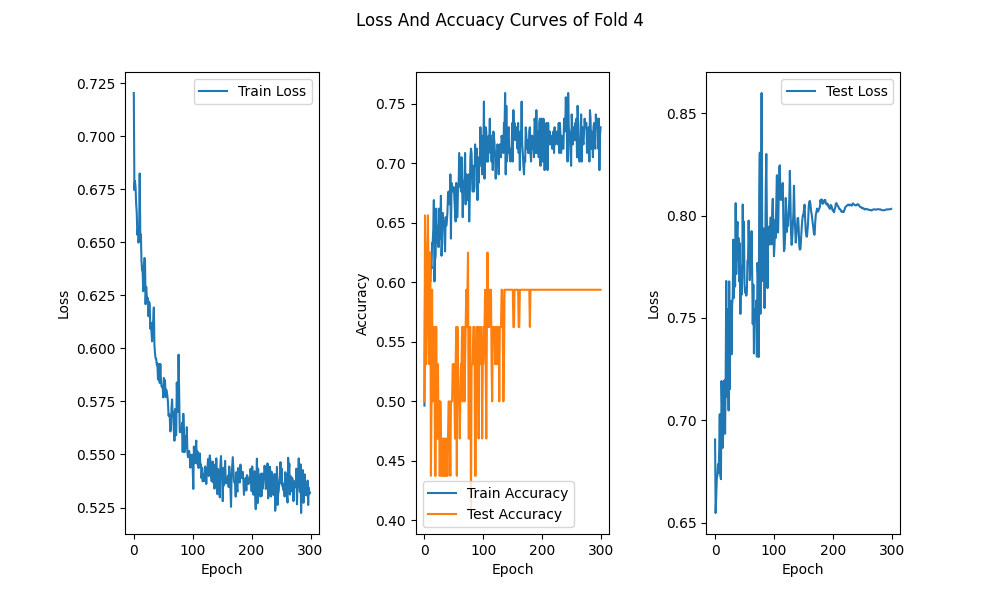 Loss And Accuacy Curves of Fold 4
0.725
0.700
0.675
0.650
0.625
0.600
0.575
0.550
0.525
Loss
Train Loss
0 100 200 300
Epoch
0.75
0.70
0.65
0.60
0.55
0.50
0.45
0.40
Accuracy
Train Accuracy
Test Accuracy
0 100 200 300
Epoch
0.85
0.80
0.75
0.70
0.65
Loss
Test Loss
0 100 200 300
Epoch